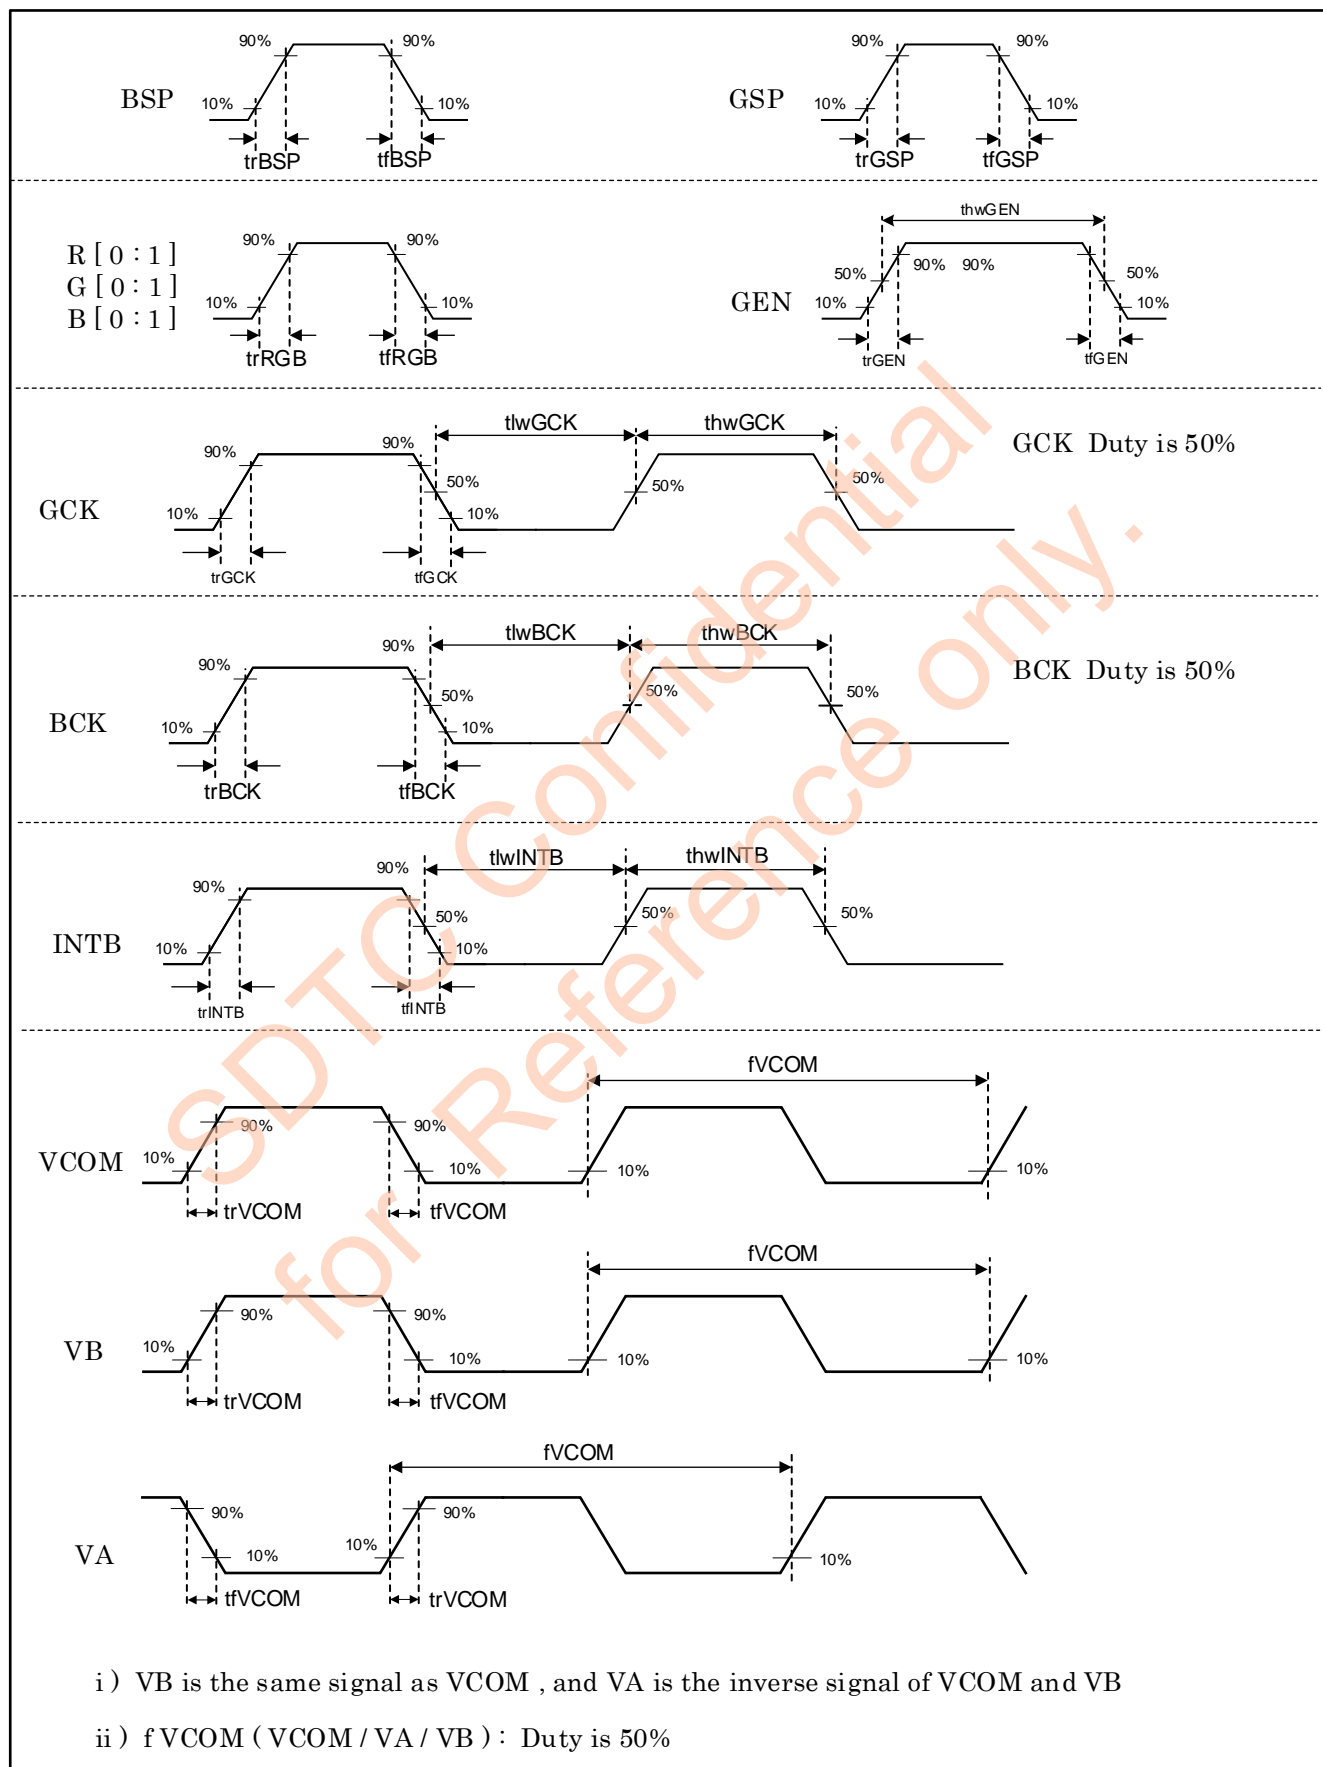 90% 90%
BSP
10% 10%
trBSP tfBSP
90% 90%
GSP
10% 10%
trGSP tfGSP
R [ 0 : 1 ]
G [ 0 : 1 ]
B [ 0 : 1 ]
90% 90%
10% 10%
trRGB tfRGB
thwGEN
GEN
50% 90% 90% 50%
10% 10%
trGEN tfGEN
tlwGCK thwGCK
GCK Duty is 50%
90% 90%
50% 50% 50%
GCK
10% 10%
trGCK tfGCK
tlwBCK thwBCK
BCK Duty is 50%
90% 90%
50% 50% 50%
BCK
10% 10%
trBCK tfBCK
tlwINTB thwINTB
90% 90%
50% 50% 50%
INTB
10% 10%
trINTB tfINTB
fVCOM
90% 90%
VCOM
10% 10% 10% 10%
trVCOM tfVCOM
fVCOM
90% 90%
VB
10% 10% 10% 10%
trVCOM tfVCOM
fVCOM
90% 90%
VA
10% 10% 10%
tfVCOM trVCOM
i ) VB is the same signal as VCOM , and VA is the inverse signal of VCOM and VB
ii ) f VCOM ( VCOM / VA / VB ) : Duty is 50%
SDTC Confidential
for Reference only.